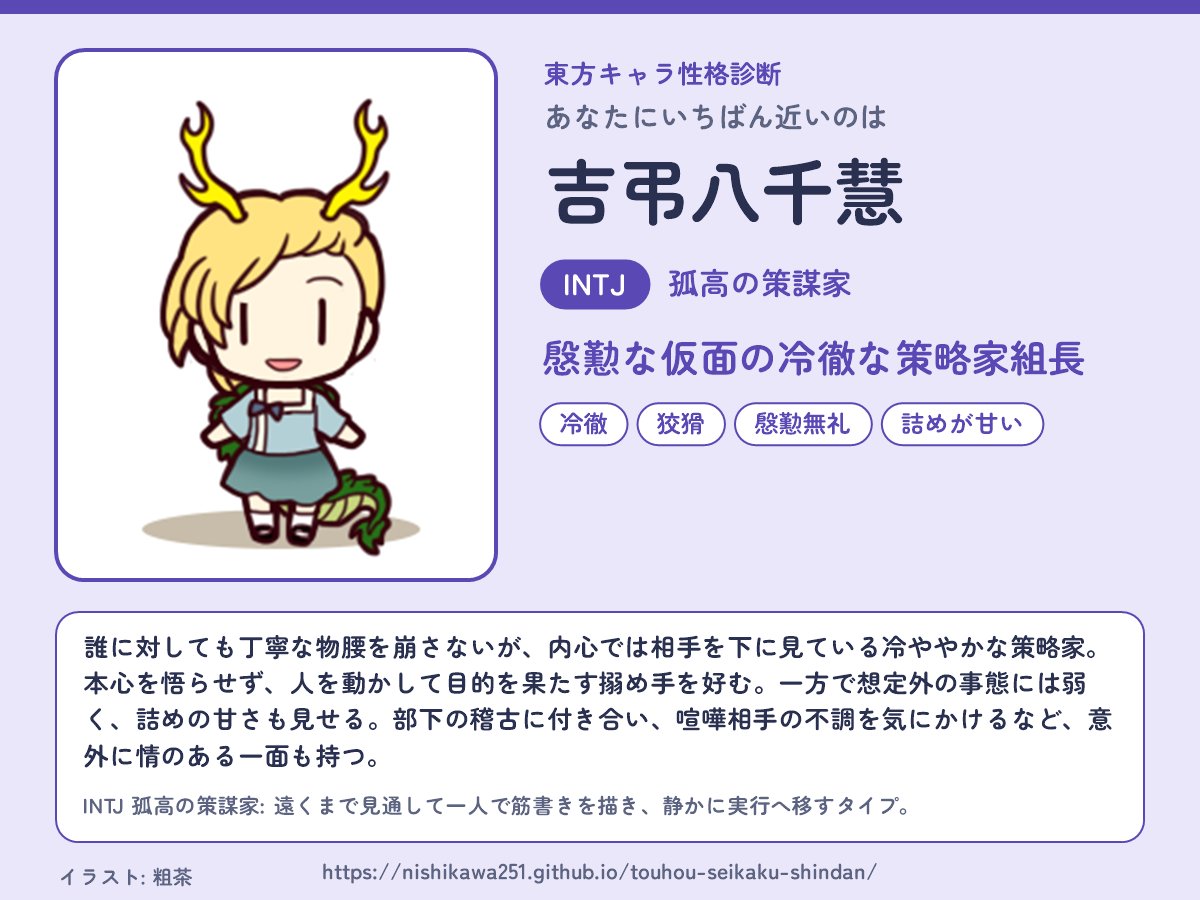 東方キャラ性格診断
あなたにいちばん近いのは
吉弔八千慧
INTJ 孤高の策謀家
慇懃な仮面の冷徹な策略家組長
冷徹 狡猾 慇懃無礼 詰めが甘い
誰に対しても丁寧な物腰を崩さないが、内心では相手を下に見ている冷ややかな策略家。
本心を悟らせず、人を動かして目的を果たす搦め手を好む。一方で想定外の事態には弱
く、詰めの甘さも見せる。部下の稽古に付き合い、喧嘩相手の不調を気にかけるなど、意
外に情のある一面も持つ。
INTJ 孤高の策謀家: 遠くまで見通して一人で筋書きを描き、静かに実行へ移すタイプ。
イラスト: 粗茶
https://nishikawa251.github.io/touhou-seikaku-shindan/